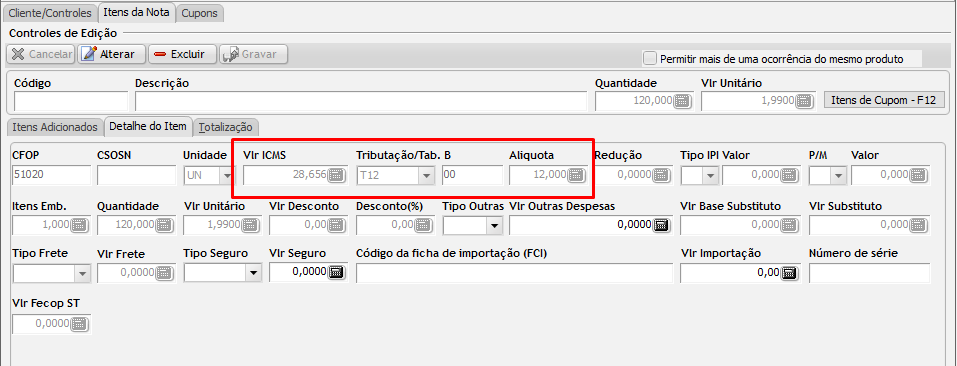 Cliente/Controles Itens da Nota Cupons
Controles de Edição
Cancelar Alterar Excluir Gravar Permitir mais de uma ocorrência do mesmo produto
Código Descrição Quantidade Vlr Unitário
120,000 1,9900 Itens de Cupom - F12
Itens Adicionados Detalhe do Item Totalização
CFOP CSOSN Unidade Vlr ICMS Tributação/Tab. B Aliquota Redução Tipo IPI Valor P/M Valor
51020 UN 28,656 T12 00 12,000 0,0000 0,000 0,000
Itens Emb. Quantidade Vlr Unitário Vlr Desconto Desconto(%) Tipo Outras Vlr Outras Despesas Vlr Base Substituto Vlr Substituto
1,000 120,000 1,9900 0,00 0,00 0,0000 0,000 0,000
Tipo Frete Vlr Frete Tipo Seguro Vlr Seguro Código da ficha de importação (FCI) Vlr Importação Número de série
0,0000 0,0000 0,00
Vlr Fecop ST
0,0000